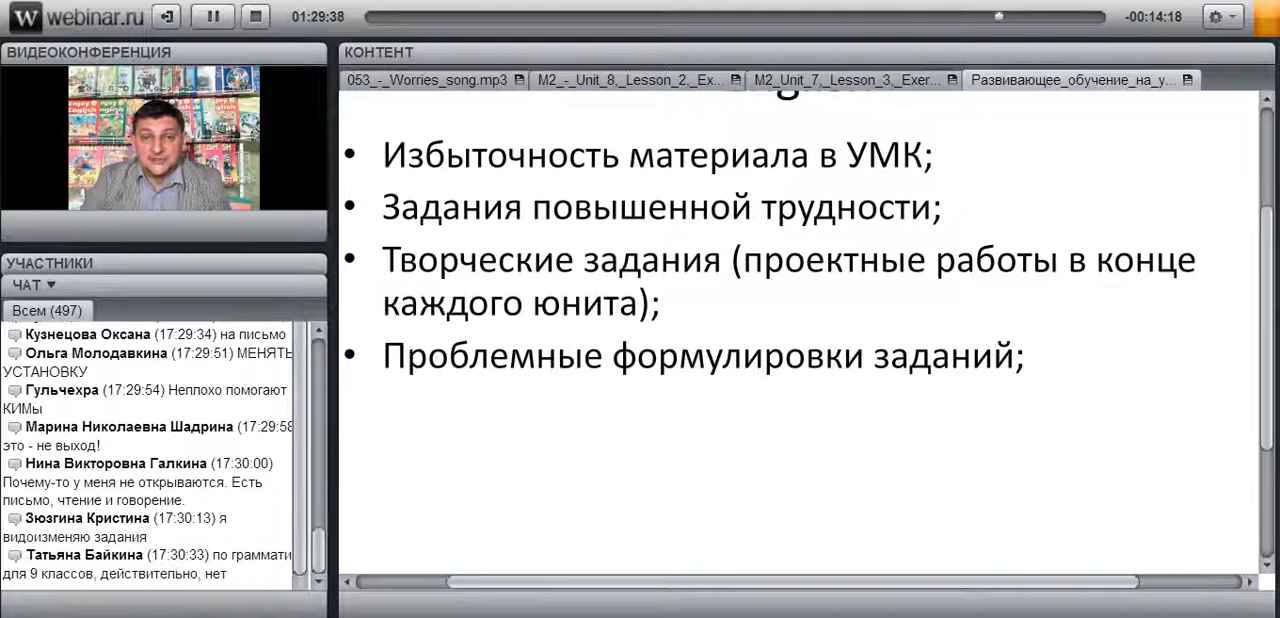 webinar.ru
01:29:38
-00:14:18
ВИДЕОКОНФЕРЕНЦИЯ
КОНТЕНТ
053_-_Worries_song.mp3
M2_-_Unit_8,_Lesson_2,_Ex...
M2_Unit_7,_Lesson_3,_Exer...
Развивающее_обучение_на_у...
• Избыточность материала в УМК;
• Задания повышенной трудности;
• Творческие задания (проектные работы в конце
каждого юнита);
• Проблемные формулировки заданий;
Enjoy English
УЧАСТНИКИ
ЧАТ
Всем (497)
Кузнецова Оксана (17:29:34) на письмо
Ольга Молодавкина (17:29:51) МЕНЯТЬ
УСТАНОВКУ
Гульчехра (17:29:54) Неплохо помогают
КИМы
Марина Николаевна Шадрина (17:29:58
это - не выход!
Нина Викторовна Галкина (17:30:00)
Почему-то у меня не открываются. Есть
письмо, чтение и говорение.
Зюзгина Кристина (17:30:13) я
видоизменяю задания
Татьяна Байкина (17:30:33) по граммати
для 9 классов, действительно, нет